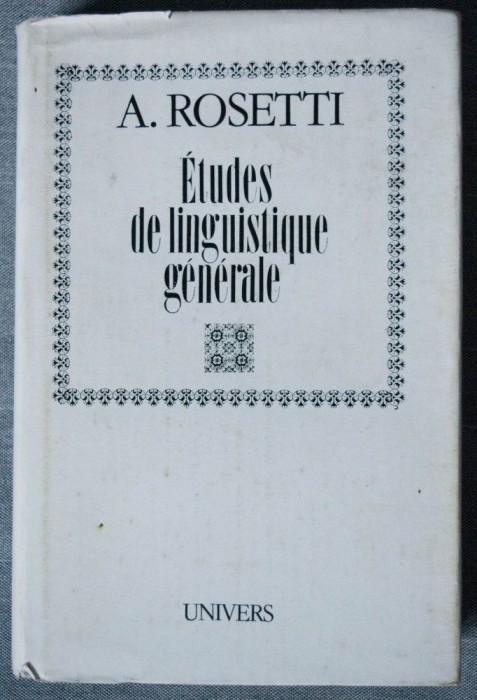 A. ROSETTI
Études
de linguistique
générale
UNIVERS